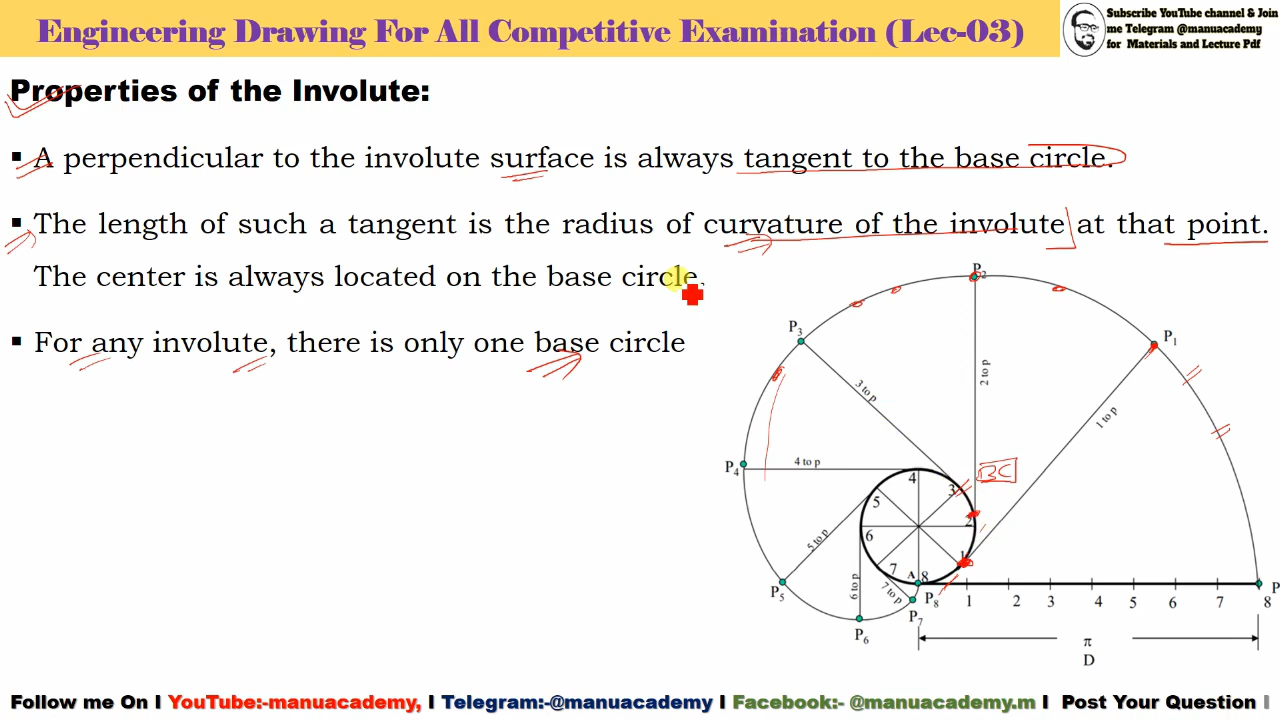 Engineering Drawing For All Competitive Examination (Lec-03)
Subscribe YouTube channel & Join
me Telegram @manuacademy
for Materials and Lecture Pdf
Properties of the Involute:
▪ A perpendicular to the involute surface is always tangent to the base circle.
▪ The length of such a tangent is the radius of curvature of the involute at that point.
The center is always located on the base circle.
▪ For any involute, there is only one base circle
P2
P3
P1
2 to p
3 to p
1 to p
P4
4 to p
BC
4
3
5
2
6
1
5 to p
7
A
8
6 to p
7 to p
P5
P8
P7
P6
1 2 3 4 5 6 7 8
P
π
D
Follow me On I YouTube:-manuacademy, I Telegram:-@manuacademy I Facebook:- @manuacademy.m I Post Your Question I